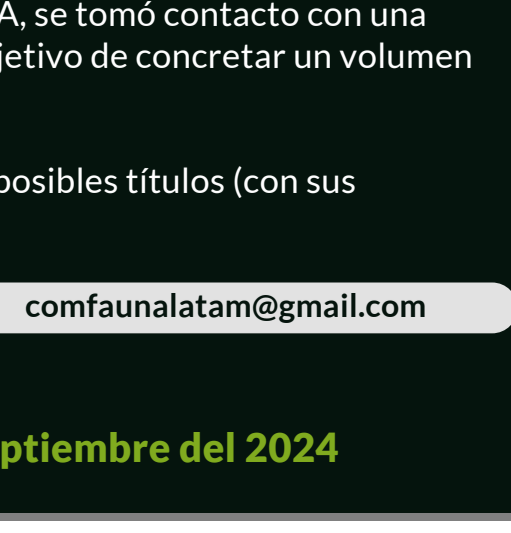 A, se tomó contacto con una
jetivo de concretar un volumen
posibles títulos (con sus
comfaunalatam@gmail.com
ptiembre del 2024